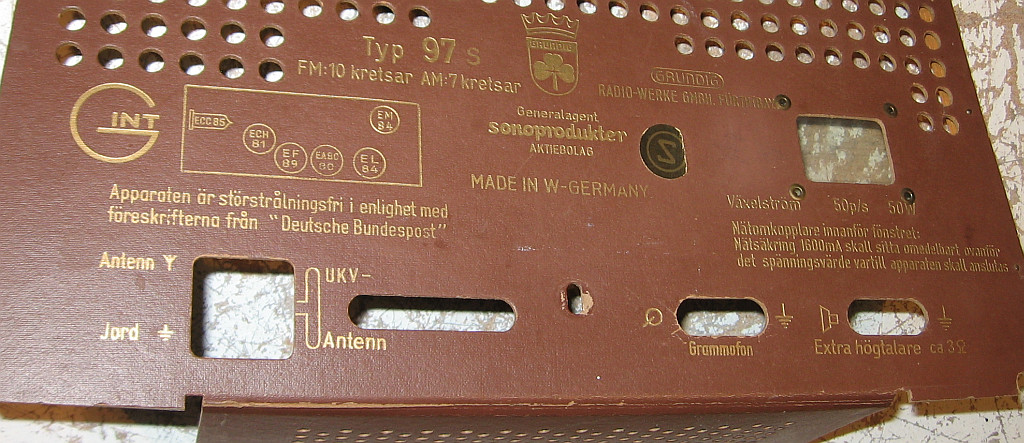 Typ 97 S
FM:10 kretsar AM:7 kretsar
GRUNDIG
GRUNDIG
RADIO-WERKE GMBH.
INT
ECC85
ECH
81
EF
89
EABC
80
EL
84
EM
84
Generalagent
sonoprodukter
AKTIEBOLAG
S
MADE IN W-GERMANY
Apparaten är störstrålningsfri i enlighet med
föreskrifterna från "Deutsche Bundespost"
Växelström 50p/s 50W
Nätomkopplare innanför fönstret:
Nätsäkring 1600mA skall sitta omedelbart ovanför
det spänningsvärde vartill apparaten skall anslutas
Antenn
Jord
UKV-
Antenn
Grammofon
Extra högtalare ca 3Ω